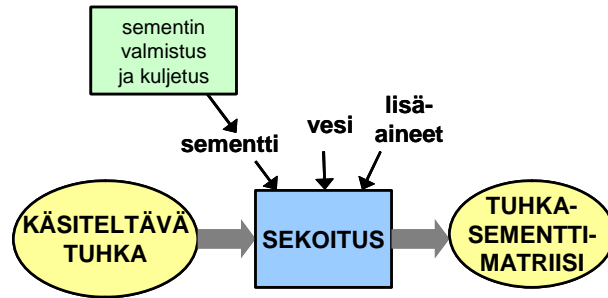 sementin
valmistus
ja kuljetus
sementti
vesi
lisä-
aineet
KÄSITELTÄVÄ
TUHKA
SEKOITUS
TUHKA-
SEMENTTI-
MATRIISI